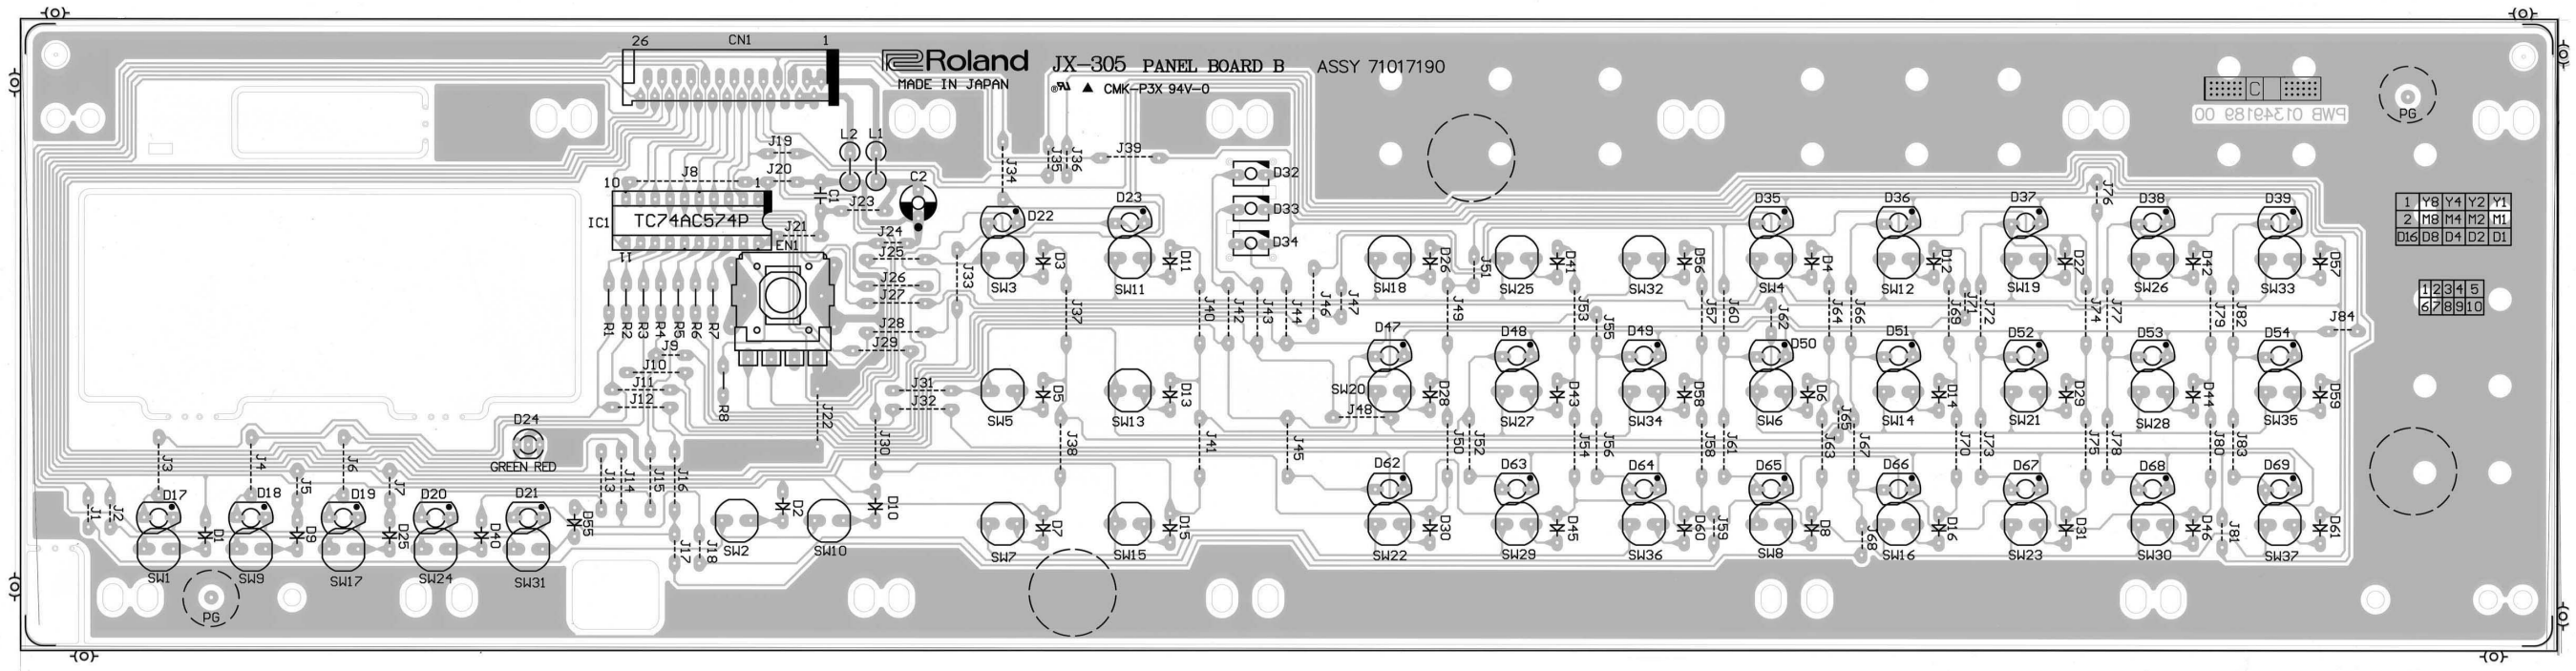 26 CN1 1
Roland JX-305 PANEL BOARD B ASSY 71017190
MADE IN JAPAN CMK-P3X 94V-0
C PG
PWB 01349189 00
L2 L1
J19 J34 J35 J36 J39
10 J8 1 J20 C1 C2 D32
IC1 TC74AC574P J23 D22 D23 D33 D35 D36 D37 J76 D38 D39
1 Y8 Y4 Y2 Y1
2 M8 M4 M2 M1
D16 D8 D4 D2 D1
11 J21 J24 D34
EN1 J25 J33 D3 D11 D26 J51 D41 D56 D4 D12 D27 D42 D57
J26 SW3 SW11 SW18 SW25 SW32 SW4 SW12 SW19 SW26 SW33
1 2 3 4 5
6 7 8 9 10
J27 J37 J40 J42 J43 J44 J46 J47 J49 J53 J55 J57 J60 J62 J64 J66 J69 J71 J72 J74 J77 J79 J82 J84
R1 R2 R3 R4 R5 R6 R7 J28
J9 J29 D47 D48 D49 D50 D51 D52 D53 D54
J10
J11 J31 D5 D13 SW20 D28 D43 D58 D6 D14 D29 D44 D59
J12 R8 J22 J32 SW5 SW13 J48 SW27 SW34 SW6 J65 SW14 SW21 SW28 SW35
D24
GREEN RED
J3 J4 J5 J6 J7 J13 J14 J15 J16 J30 J38 J41 J45 J50 J52 J54 J56 J58 J61 J63 J67 J70 J73 J75 J78 J80 J83
D62 D63 D64 D65 D66 D67 D68 D69
J1 J2 D17 D18 D19 D20 D21
D1 D9 D25 D40 D55 J17 J18 D2 D10 D7 D15 D30 D45 D60 J59 D8 J68 D16 D31 D46 J81 D61
SW2 SW10 SW7 SW15 SW22 SW29 SW36 SW8 SW16 SW23 SW30 SW37
SW1 SW9 SW17 SW24 SW31
PG